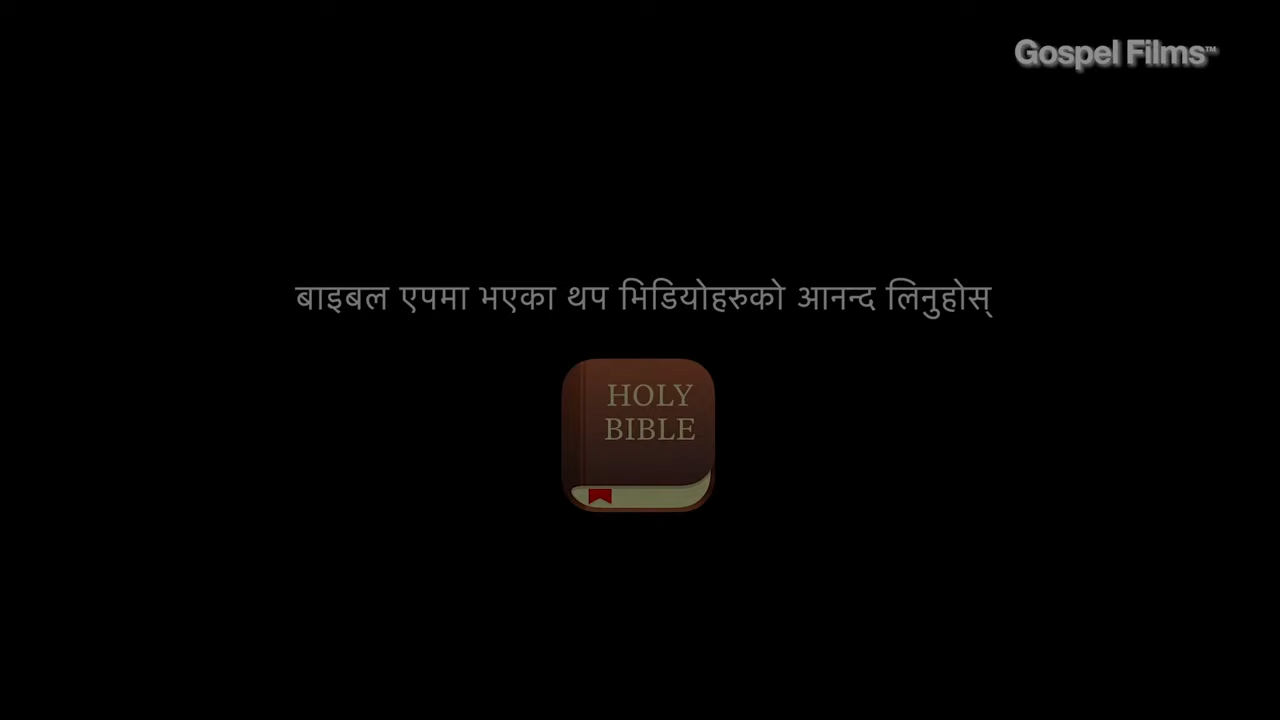 Gospel Films™
बाइबल एपमा भएका थप भिडियोहरुको आनन्द लिनुहोस्
HOLY
BIBLE